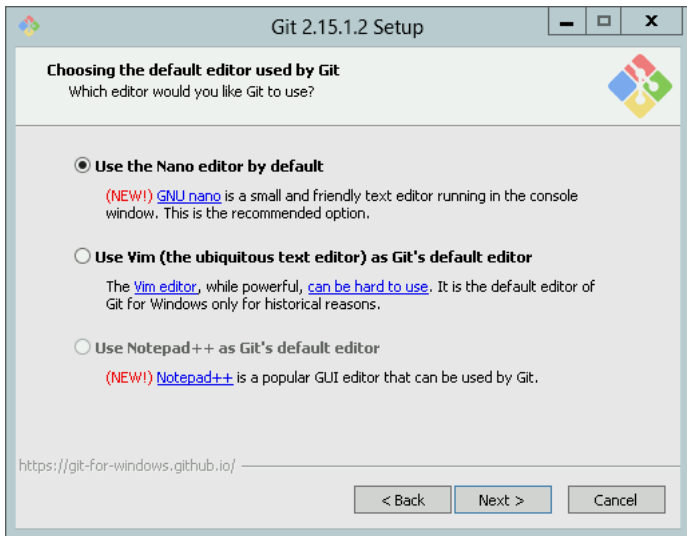 Git 2.15.1.2 Setup
Choosing the default editor used by Git
Which editor would you like Git to use?
Use the Nano editor by default
(NEW!) GNU nano is a small and friendly text editor running in the console
window. This is the recommended option.
Use Vim (the ubiquitous text editor) as Git's default editor
The Vim editor, while powerful, can be hard to use. It is the default editor of
Git for Windows only for historical reasons.
Use Notepad++ as Git's default editor
(NEW!) Notepad++ is a popular GUI editor that can be used by Git.
https://git-for-windows.github.io/
< Back Next > Cancel